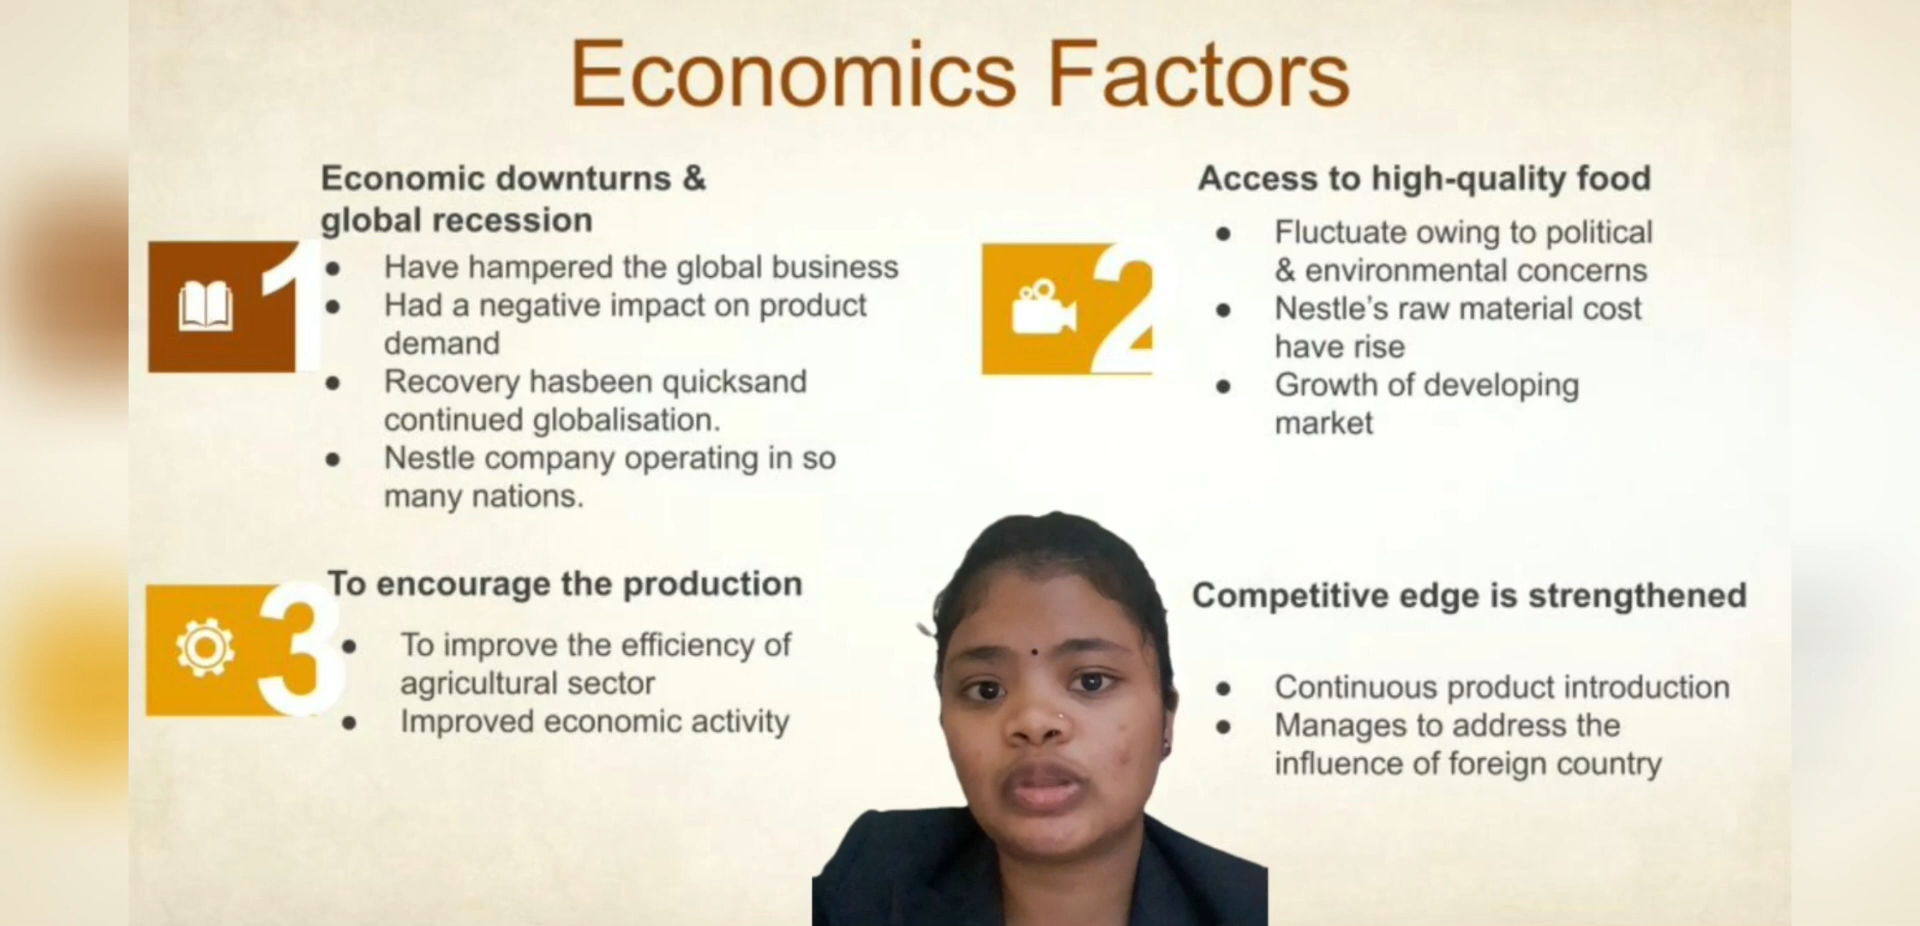 Economics Factors
Economic downturns &
global recession
1
Have hampered the global business
Had a negative impact on product
demand
Recovery hasbeen quicksand
continued globalisation.
Nestle company operating in so
many nations.
2
Access to high-quality food
Fluctuate owing to political
& environmental concerns
Nestle's raw material cost
have rise
Growth of developing
market
3
To encourage the production
To improve the efficiency of
agricultural sector
Improved economic activity
Competitive edge is strengthened
Continuous product introduction
Manages to address the
influence of foreign country